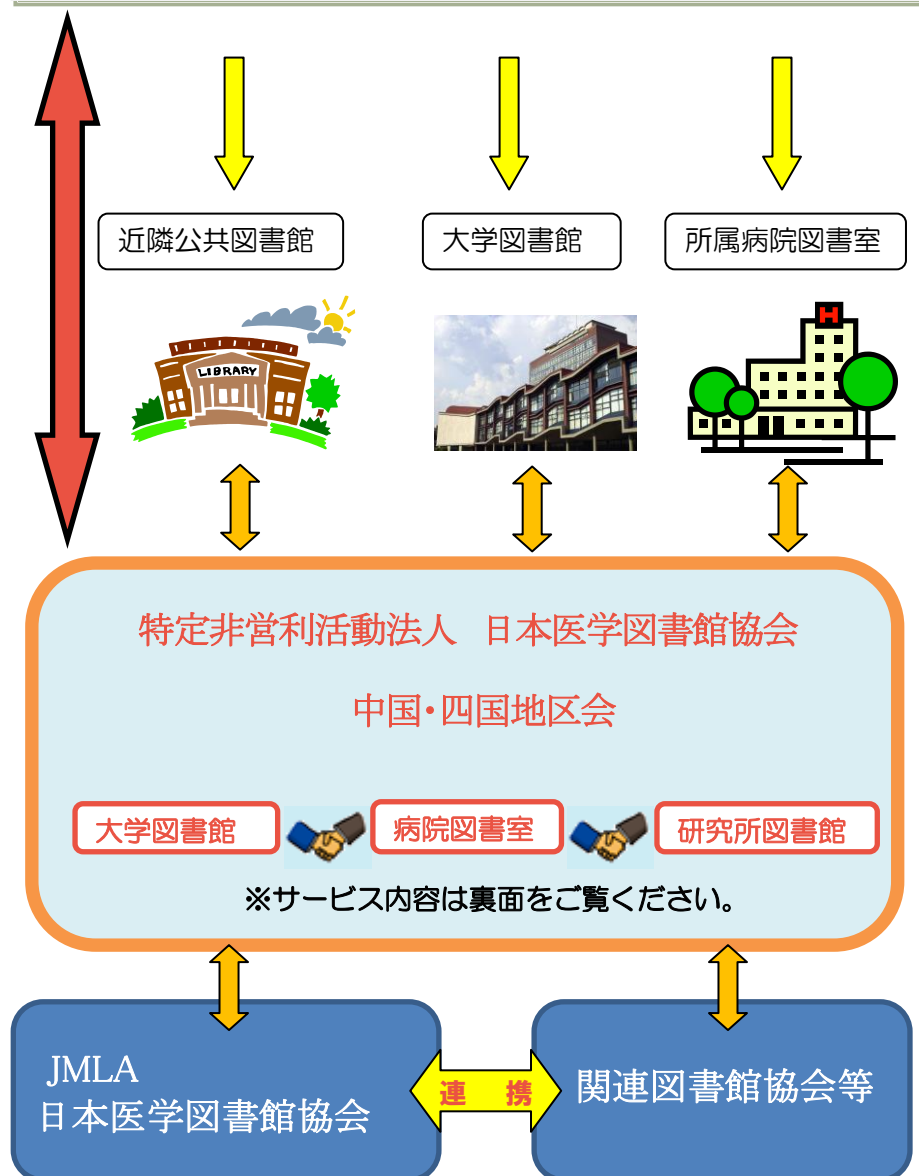 近隣公共図書館
大学図書館
所属病院図書室
LIBRARY
H
特定非営利活動法人 日本医学図書館協会
中国・四国地区会
大学図書館
病院図書室
研究所図書館
※サービス内容は裏面をご覧ください。
JMLA
日本医学図書館協会
連 携
関連図書館協会等